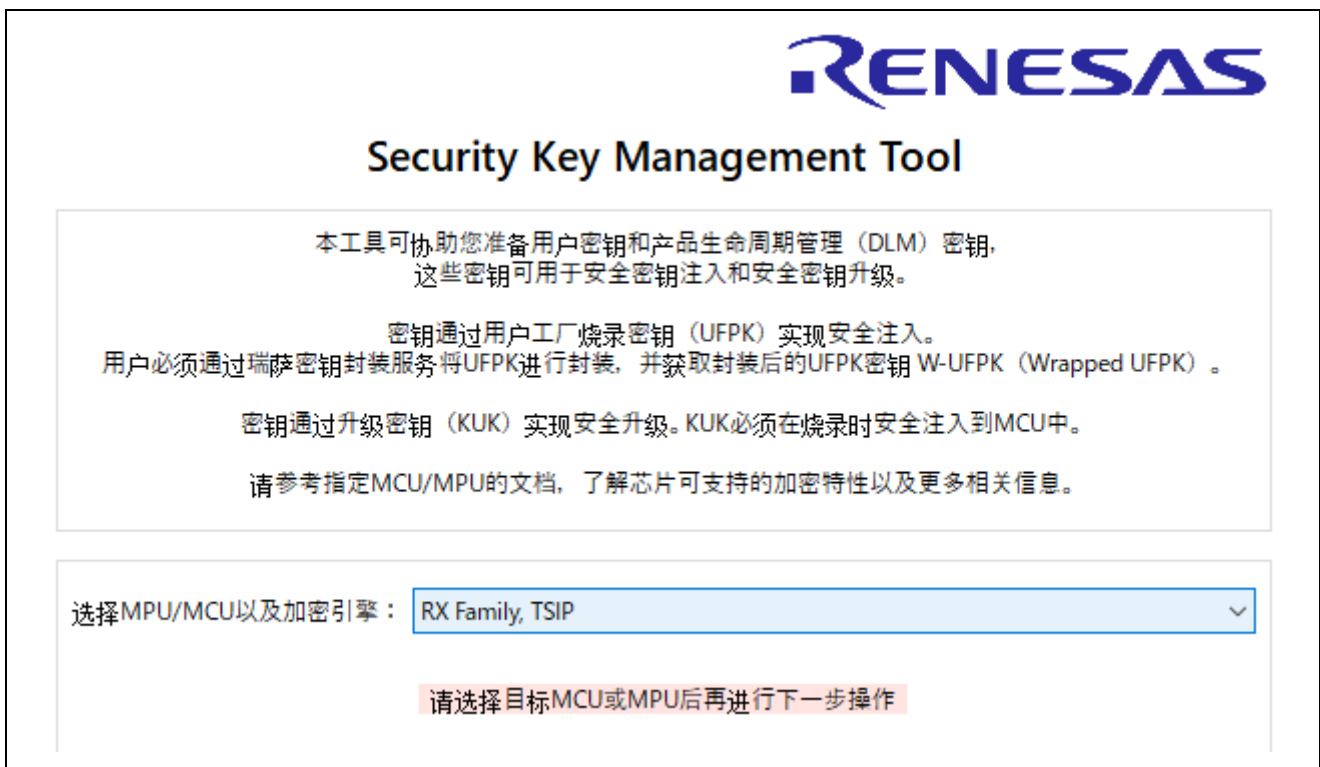 RENESAS
Security Key Management Tool
本工具可协助您准备用户密钥和产品生命周期管理（DLM）密钥，
这些密钥可用于安全密钥注入和安全密钥升级。
密钥通过用户工厂烧录密钥（UFPK）实现安全注入。
用户必须通过瑞萨密钥封装服务将UFPK进行封装，并获取封装后的UFPK密钥 W-UFPK（Wrapped UFPK）。
密钥通过升级密钥（KUK）实现安全升级。KUK必须在烧录时安全注入到MCU中。
请参考指定MCU/MPU的文档，了解芯片可支持的加密特性以及更多相关信息。
选择MPU/MCU以及加密引擎： RX Family, TSIP
请选择目标MCU或MPU后再进行下一步操作